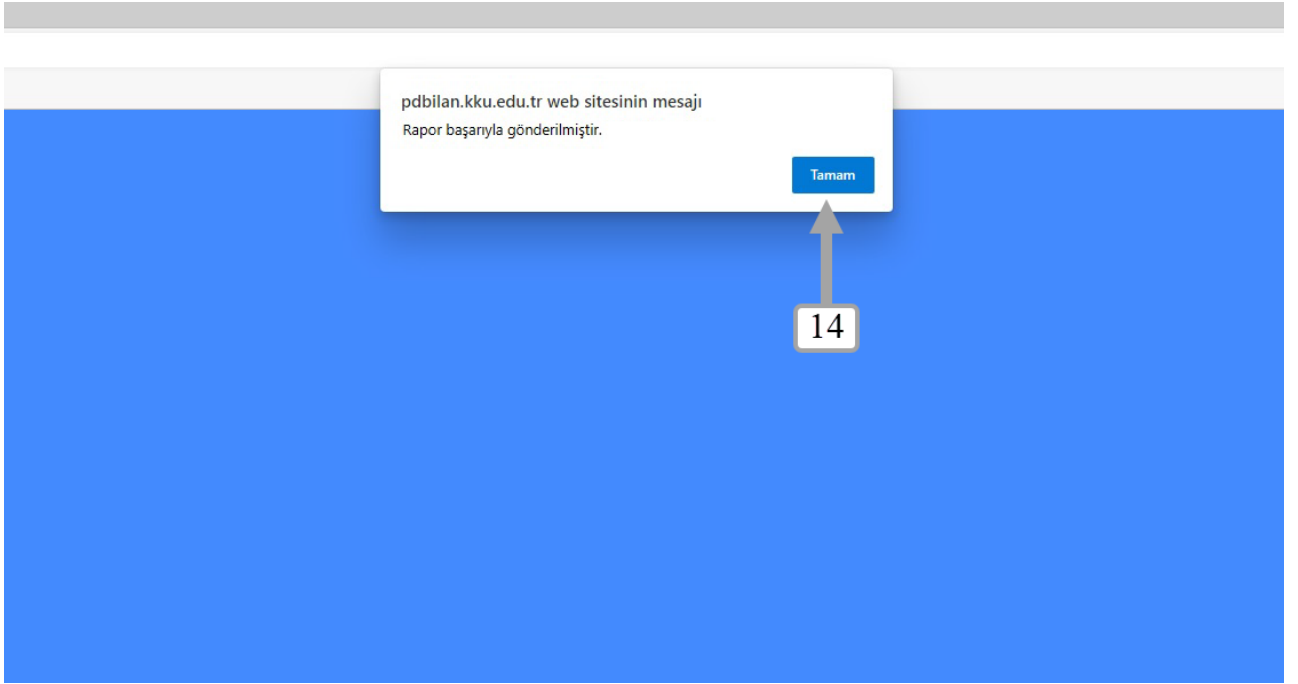 pdbilan.kku.edu.tr web sitesinin mesajı
Rapor başarıyla gönderilmiştir.
Tamam
14